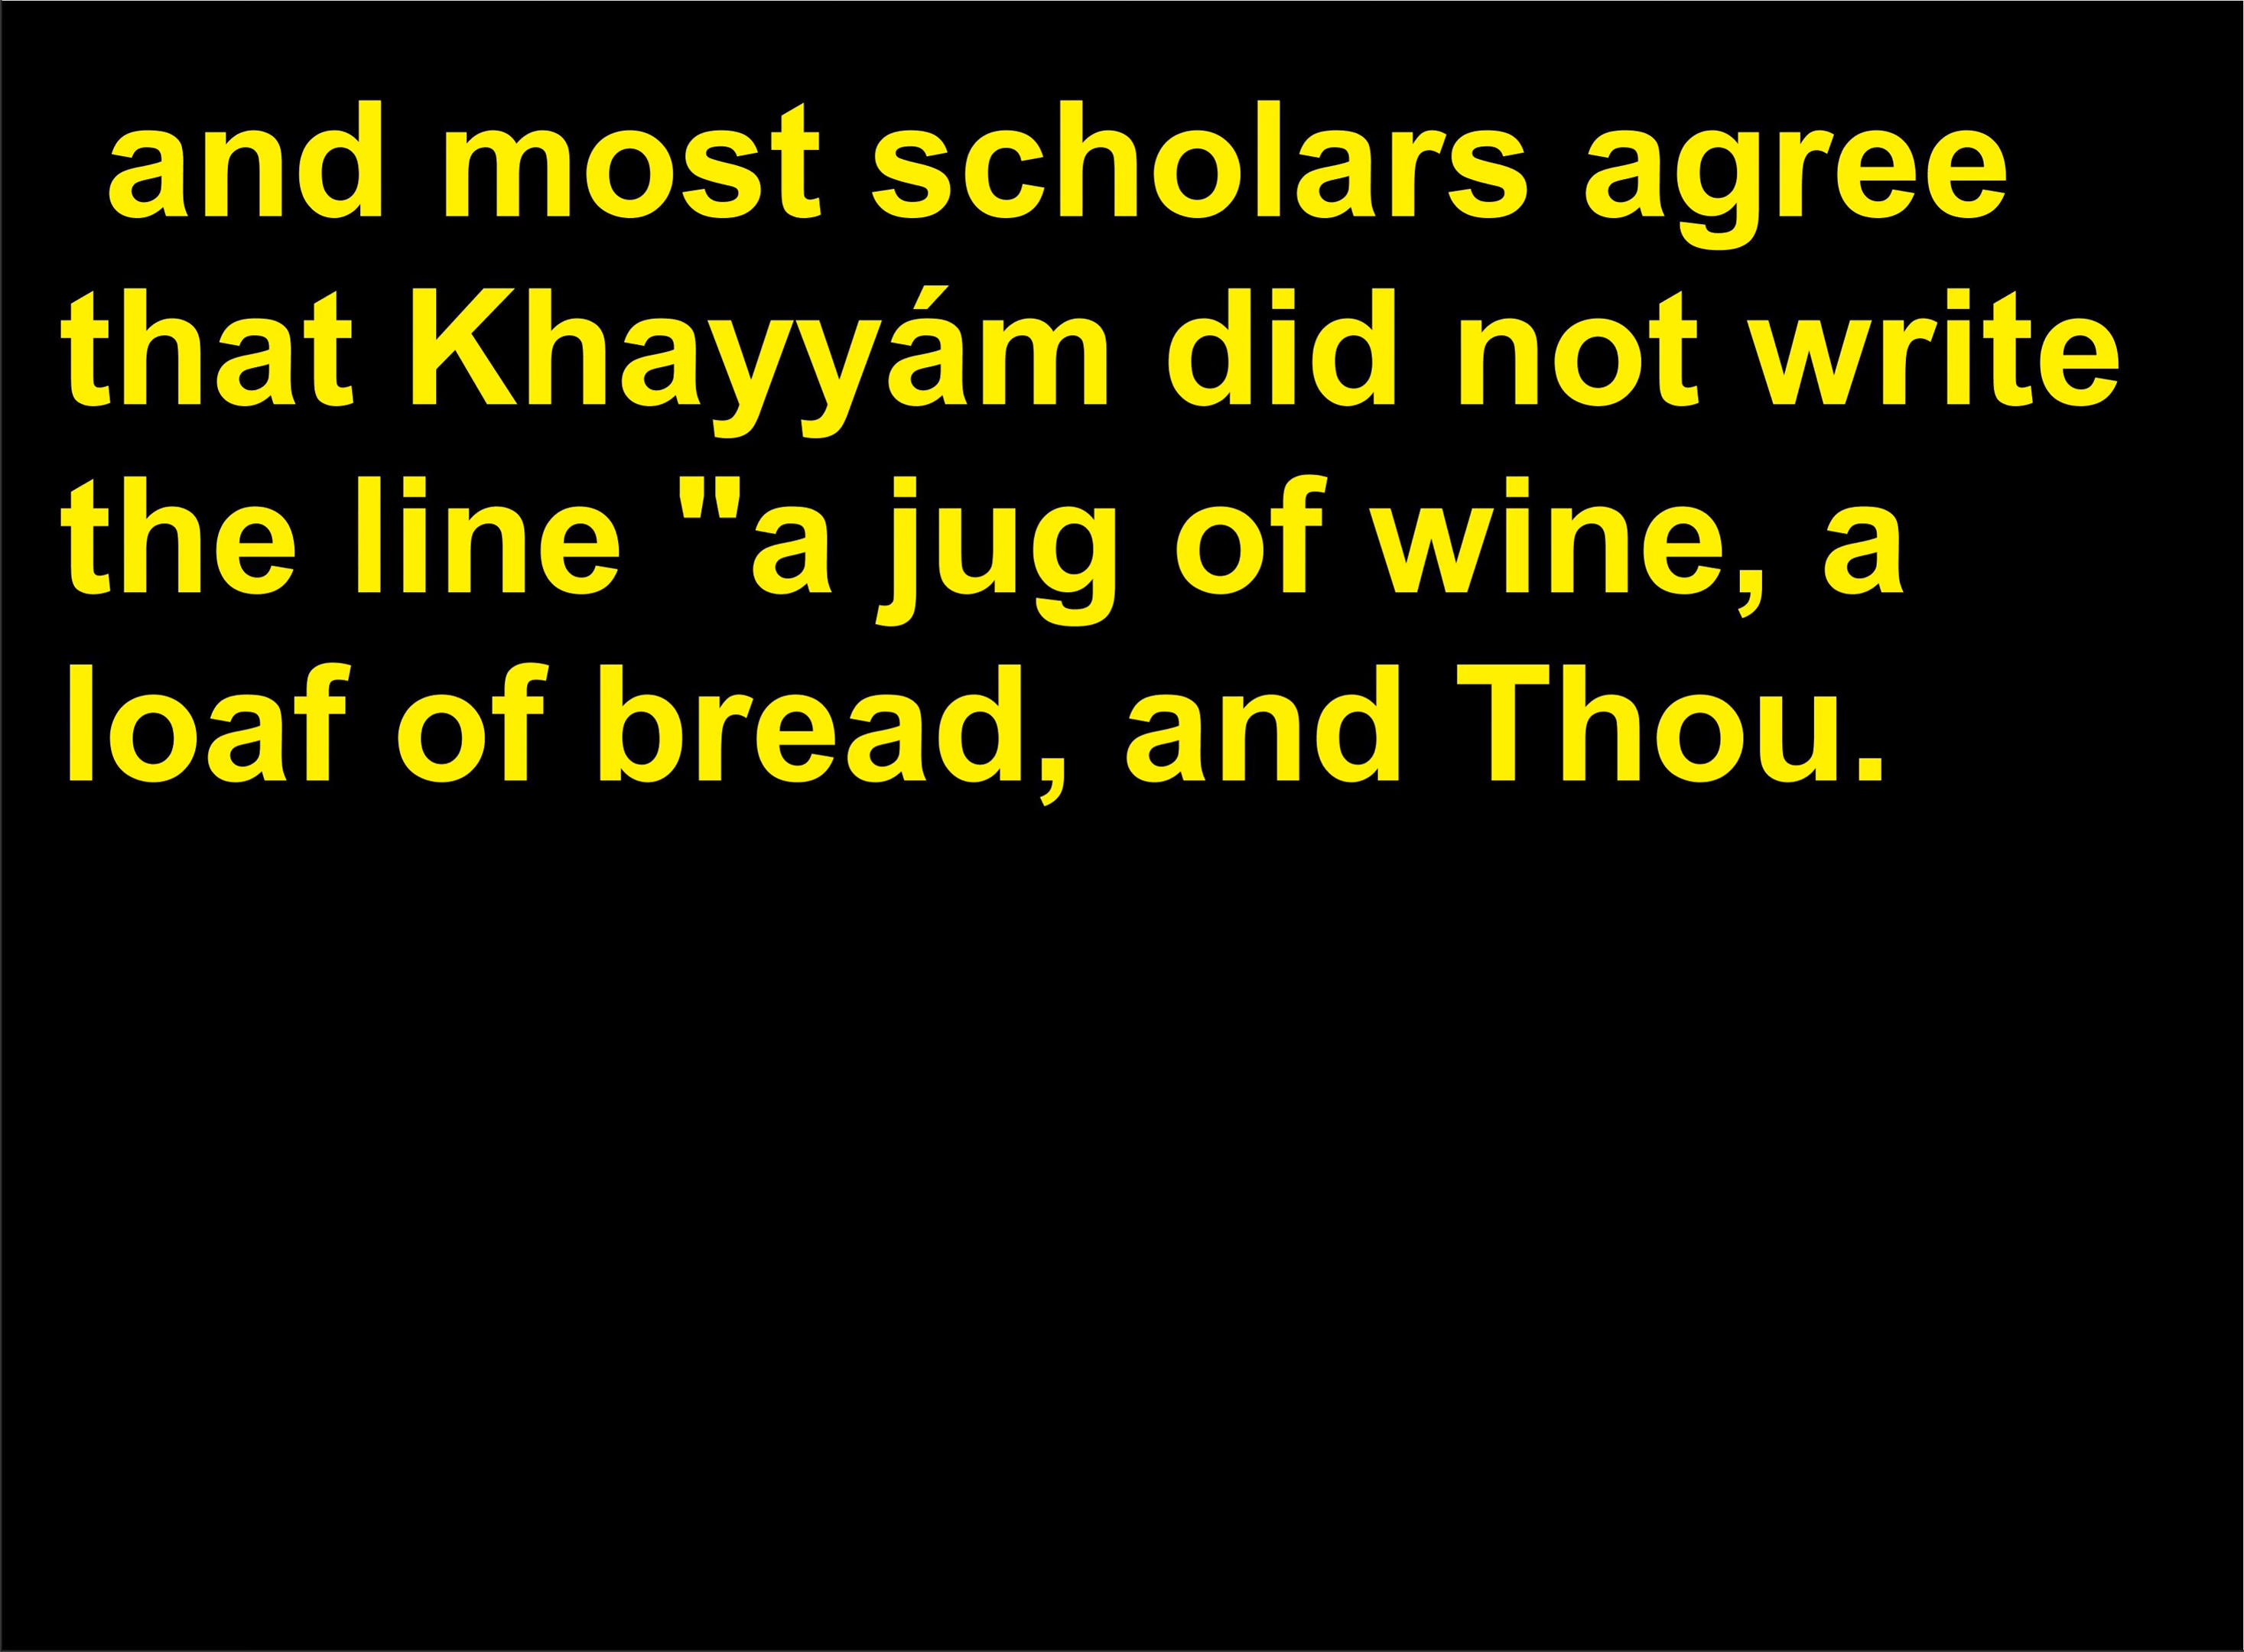 and most scholars agree
that Khayyám did not write
the line "a jug of wine, a
loaf of bread, and Thou.